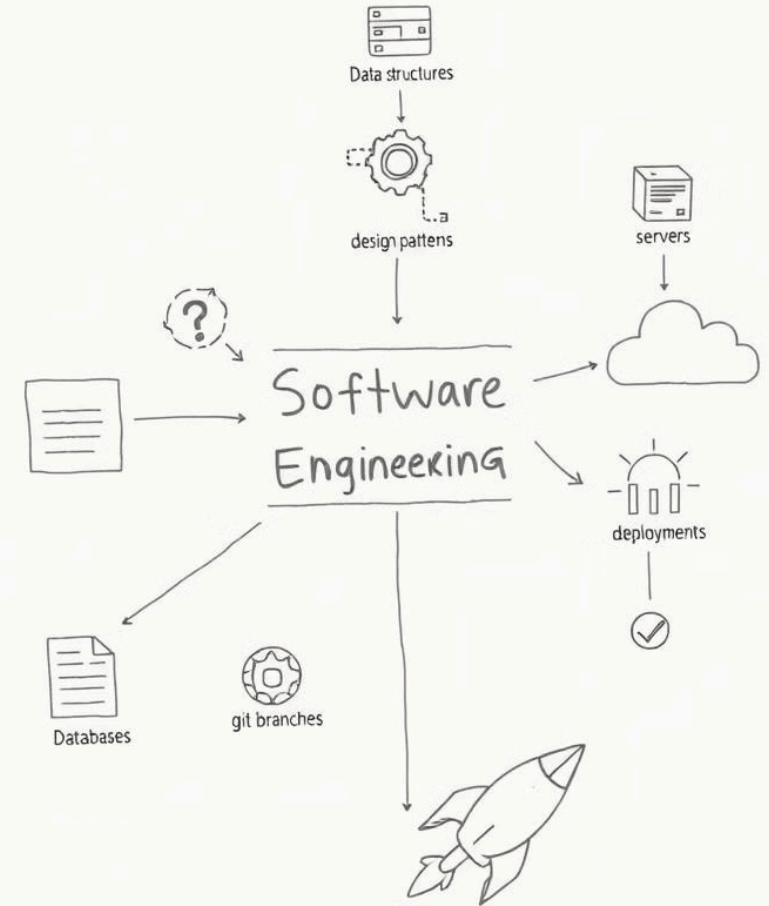 Data structures
design pattens
servers
?
Software
Engineering
deployments
Databases
git branches